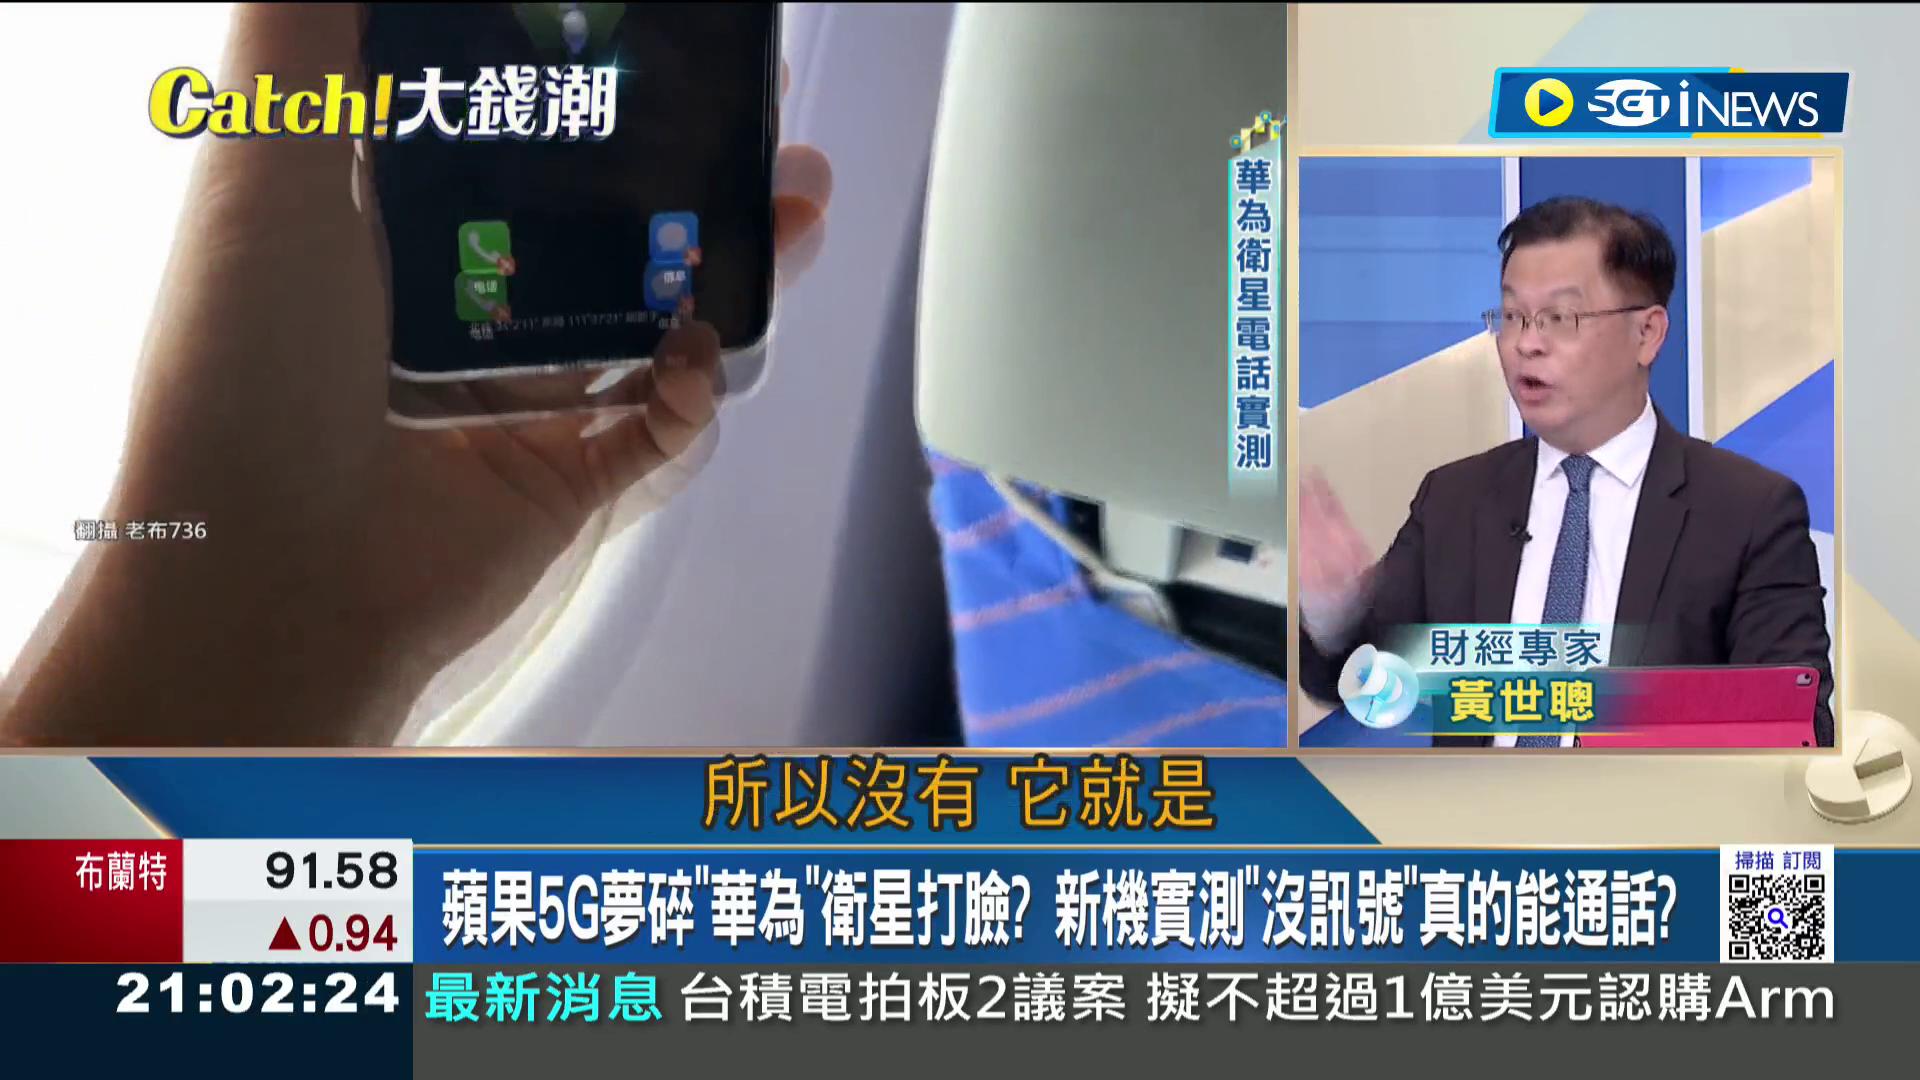 Catch!大錢潮
SETiNEWS
華為衛星電話實測
信息
翻攝 老布736
財經專家
黃世聰
所以沒有 它就是
布蘭特
91.58
▲0.94
蘋果5G夢碎"華為"衛星打臉? 新機實測"沒訊號"真的能通話?
掃描 訂閱
21:02:24
最新消息 台積電拍板2議案 擬不超過1億美元認購Arm